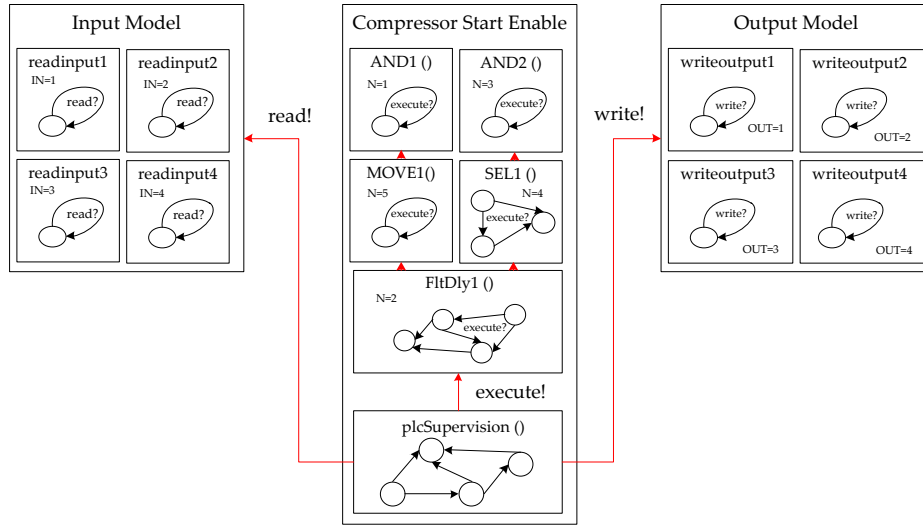 Input Model
readinput1
IN=1
read?
readinput2
IN=2
read?
readinput3
IN=3
read?
readinput4
IN=4
read?
read!
Compressor Start Enable
AND1 ()
N=1
execute?
AND2 ()
N=3
execute?
MOVE1()
N=5
execute?
SEL1 ()
N=4
execute?
FltDly1 ()
N=2
execute?
execute!
plcSupervision ()
write!
Output Model
writeoutput1
write?
OUT=1
writeoutput2
write?
OUT=2
writeoutput3
write?
OUT=3
writeoutput4
write?
OUT=4